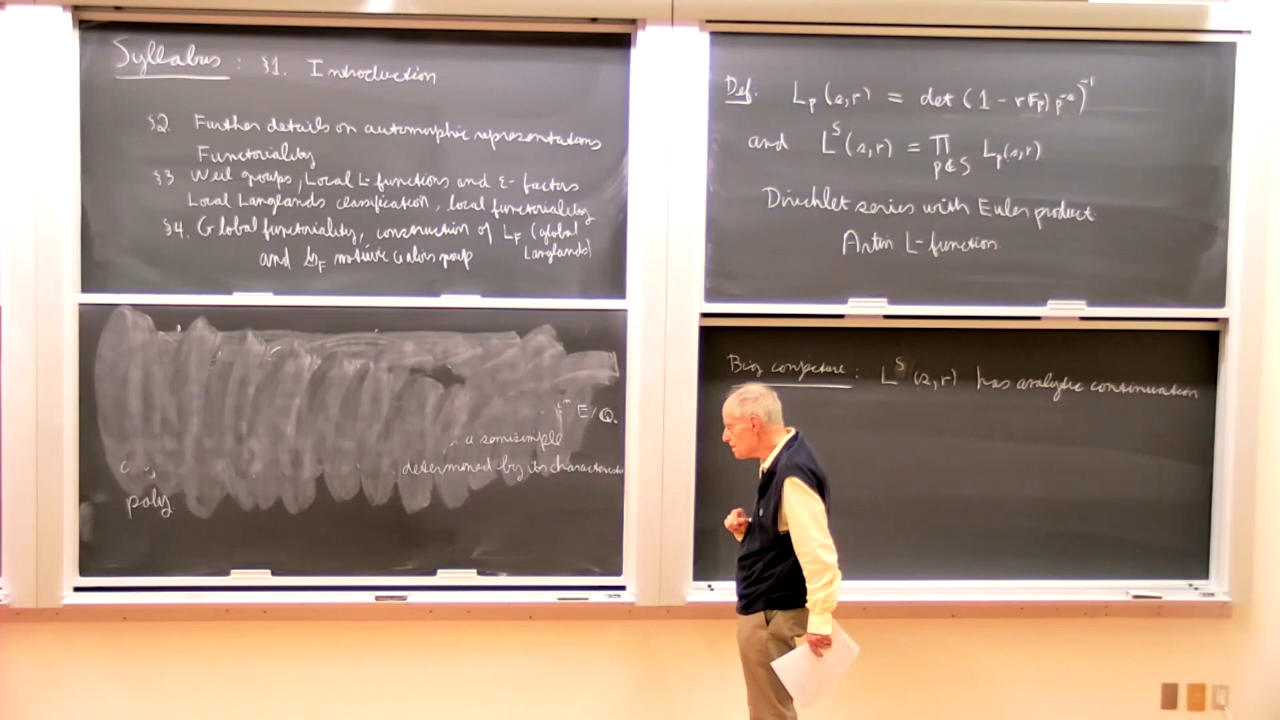 Syllabus : §1. Introduction
§2. Further details on automorphic representations
Functoriality
§3 Weil groups, Local L-functions and ε-factors
Local Langlands classification, local functoriality
§4. Global functoriality, construction of L_F (global
Langlands)
and 𝒢_F motivic Galois group
E/Q.
a semisimple
determined by its characteristic
poly.
Def: L_p(s,r) = det(1 - r(F_p) p^{-s})^{-1}
and L^S(s,r) = ∏_{p∉S} L_p(s,r)
Dirichlet series with Euler product
Artin L-function
Big conjecture : L^S(s,r) has analytic continuation